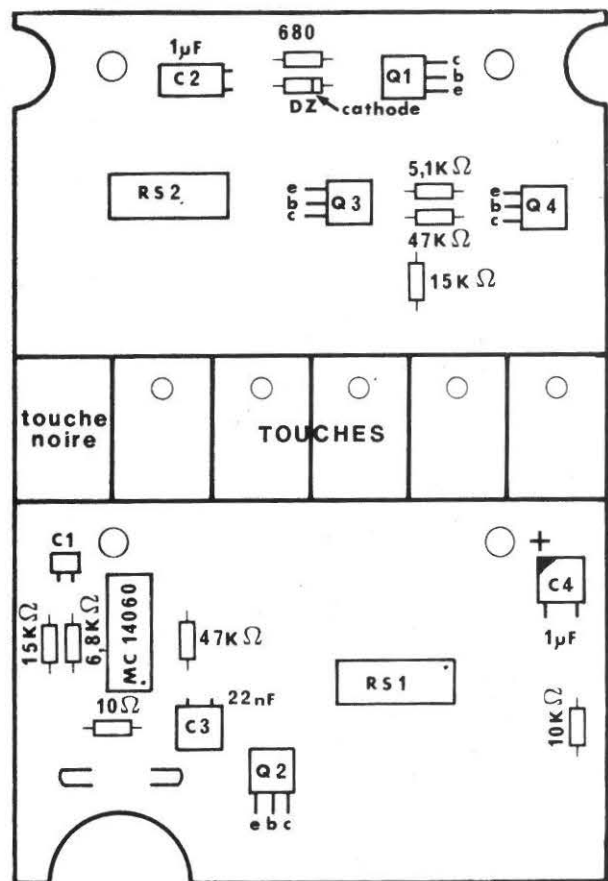 680
1µF
C2
DZ
cathode
Q1
c
b
e
RS2
e
b
c
Q3
5,1KΩ
47KΩ
15KΩ
e
b
c
Q4
touche
noire
TOUCHES
C1
15KΩ
6,8KΩ
MC 14060
47KΩ
+
C4
1µF
RS1
10Ω
22nF
C3
10KΩ
Q2
e b c